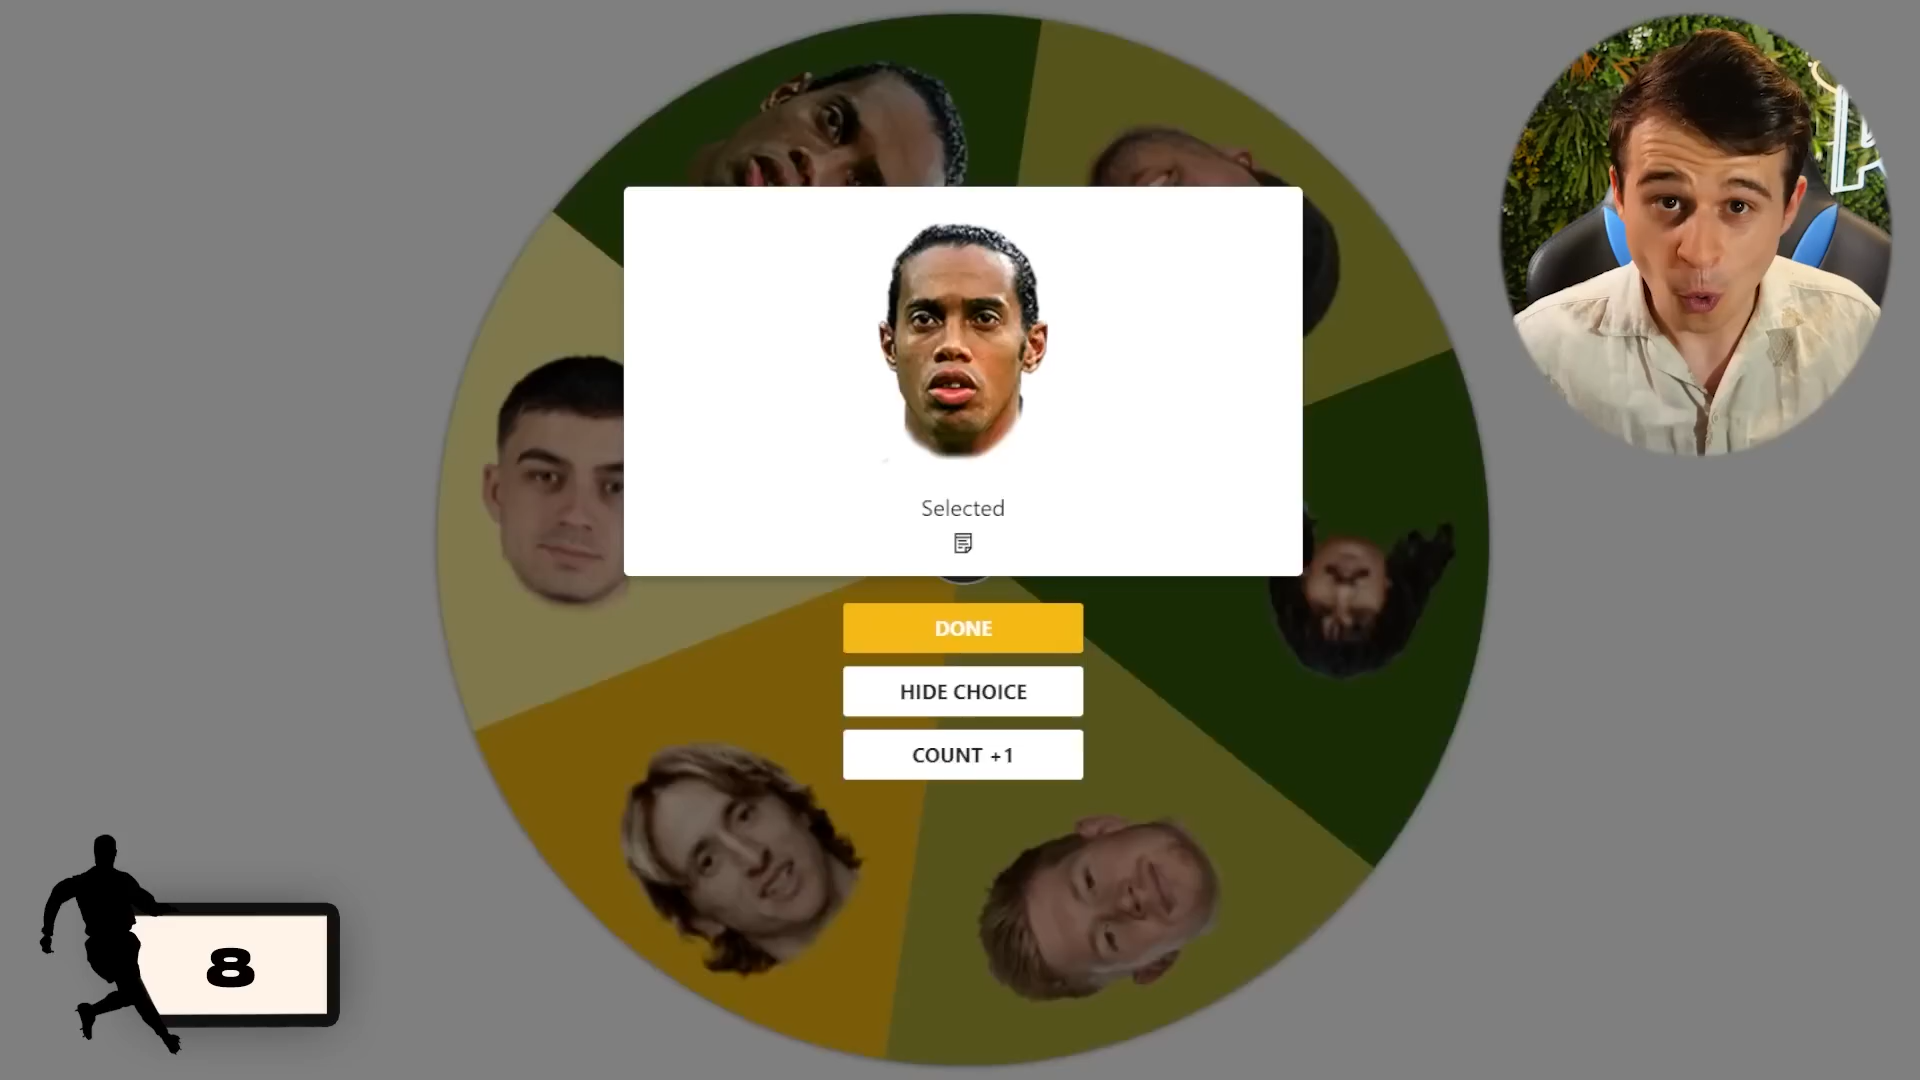 Selected
DONE
HIDE CHOICE
COUNT +1
8